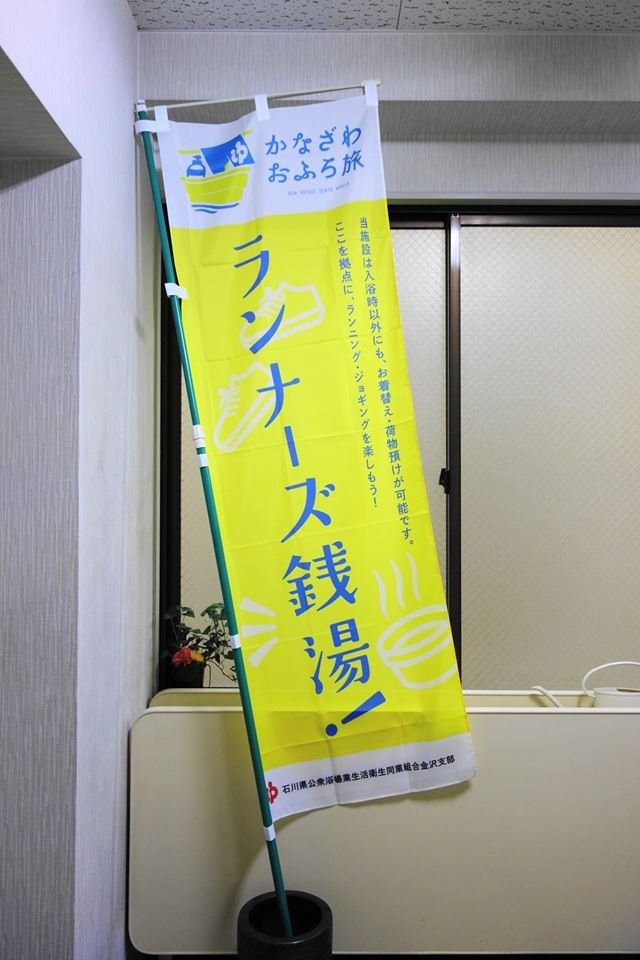 かなざわ
おふろ旅
BON VOYAGE SENTO WORLD
当施設は入浴時以外にも、お着替え・荷物預けが可能です。
ここを拠点に、ランニング・ジョギングを楽しもう!
ランナーズ銭湯!
ゆ
石川県公衆浴場業生活衛生同業組合金沢支部